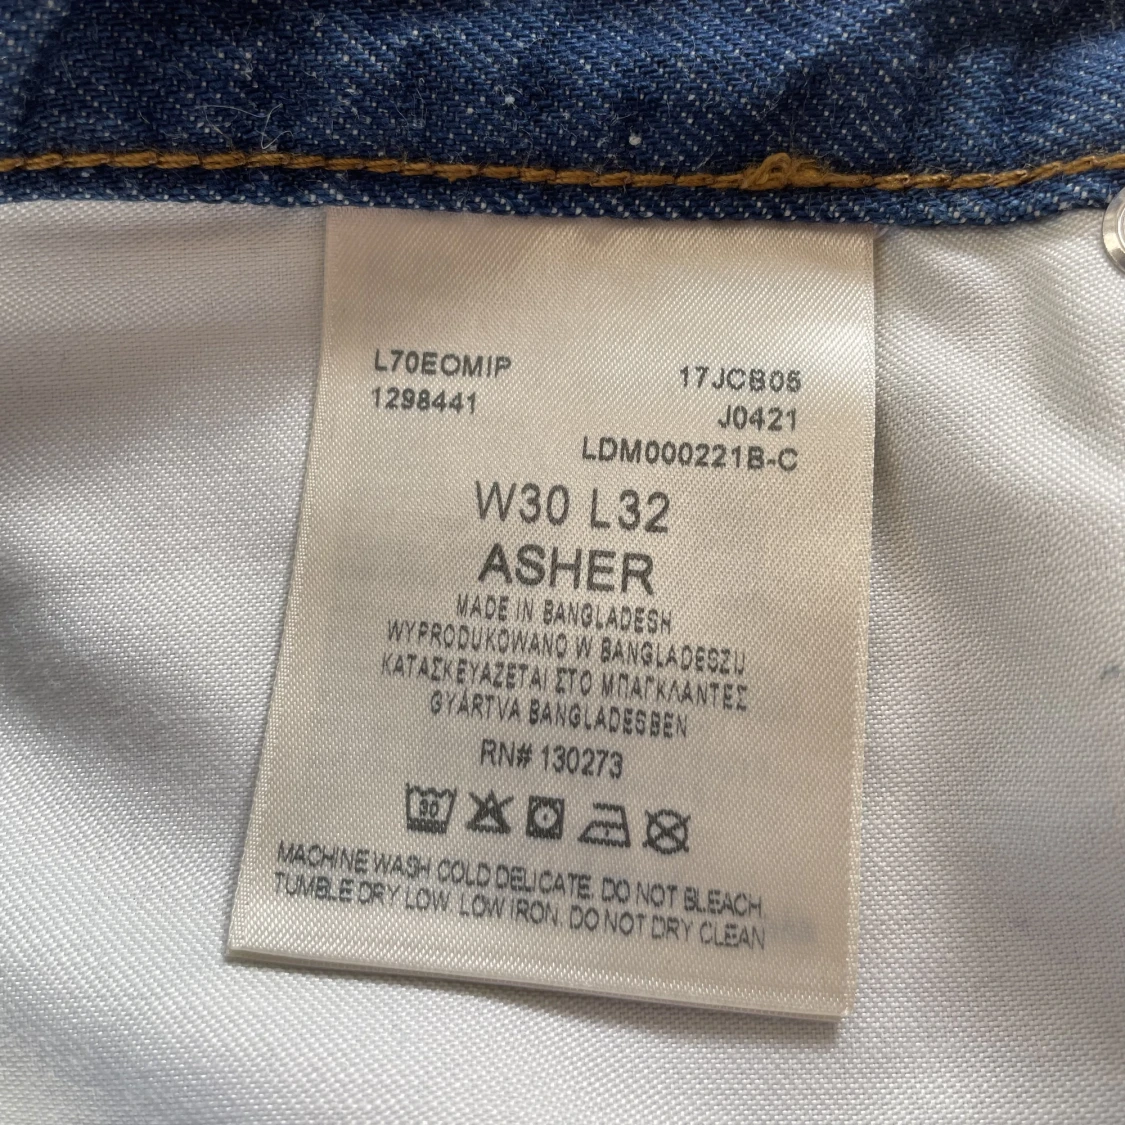 L70EOMIP
17JCB05
1298441
J0421
LDM000221B-C
W30 L32
ASHER
MADE IN BANGLADESH
WYPRODUKOWANO W BANGLADESZU
ΚΑΤΑΣΚΕΥΑΖΕΤΑΙ ΣΤΟ ΜΠΑΓΚΛΑΝΤΕΣ
GYÁRTVA BANGLADESBEN
RN# 130273
30
MACHINE WASH COLD DELICATE. DO NOT BLEACH.
TUMBLE DRY LOW. LOW IRON. DO NOT DRY CLEAN